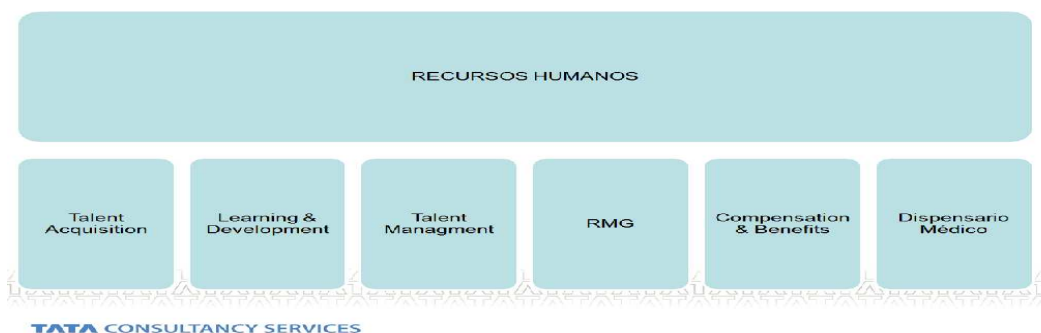 RECURSOS HUMANOS
Talent
Acquisition
Learning &
Development
Talent
Managment
RMG
Compensation
& Benefits
Dispensario
Médico
TATA CONSULTANCY SERVICES